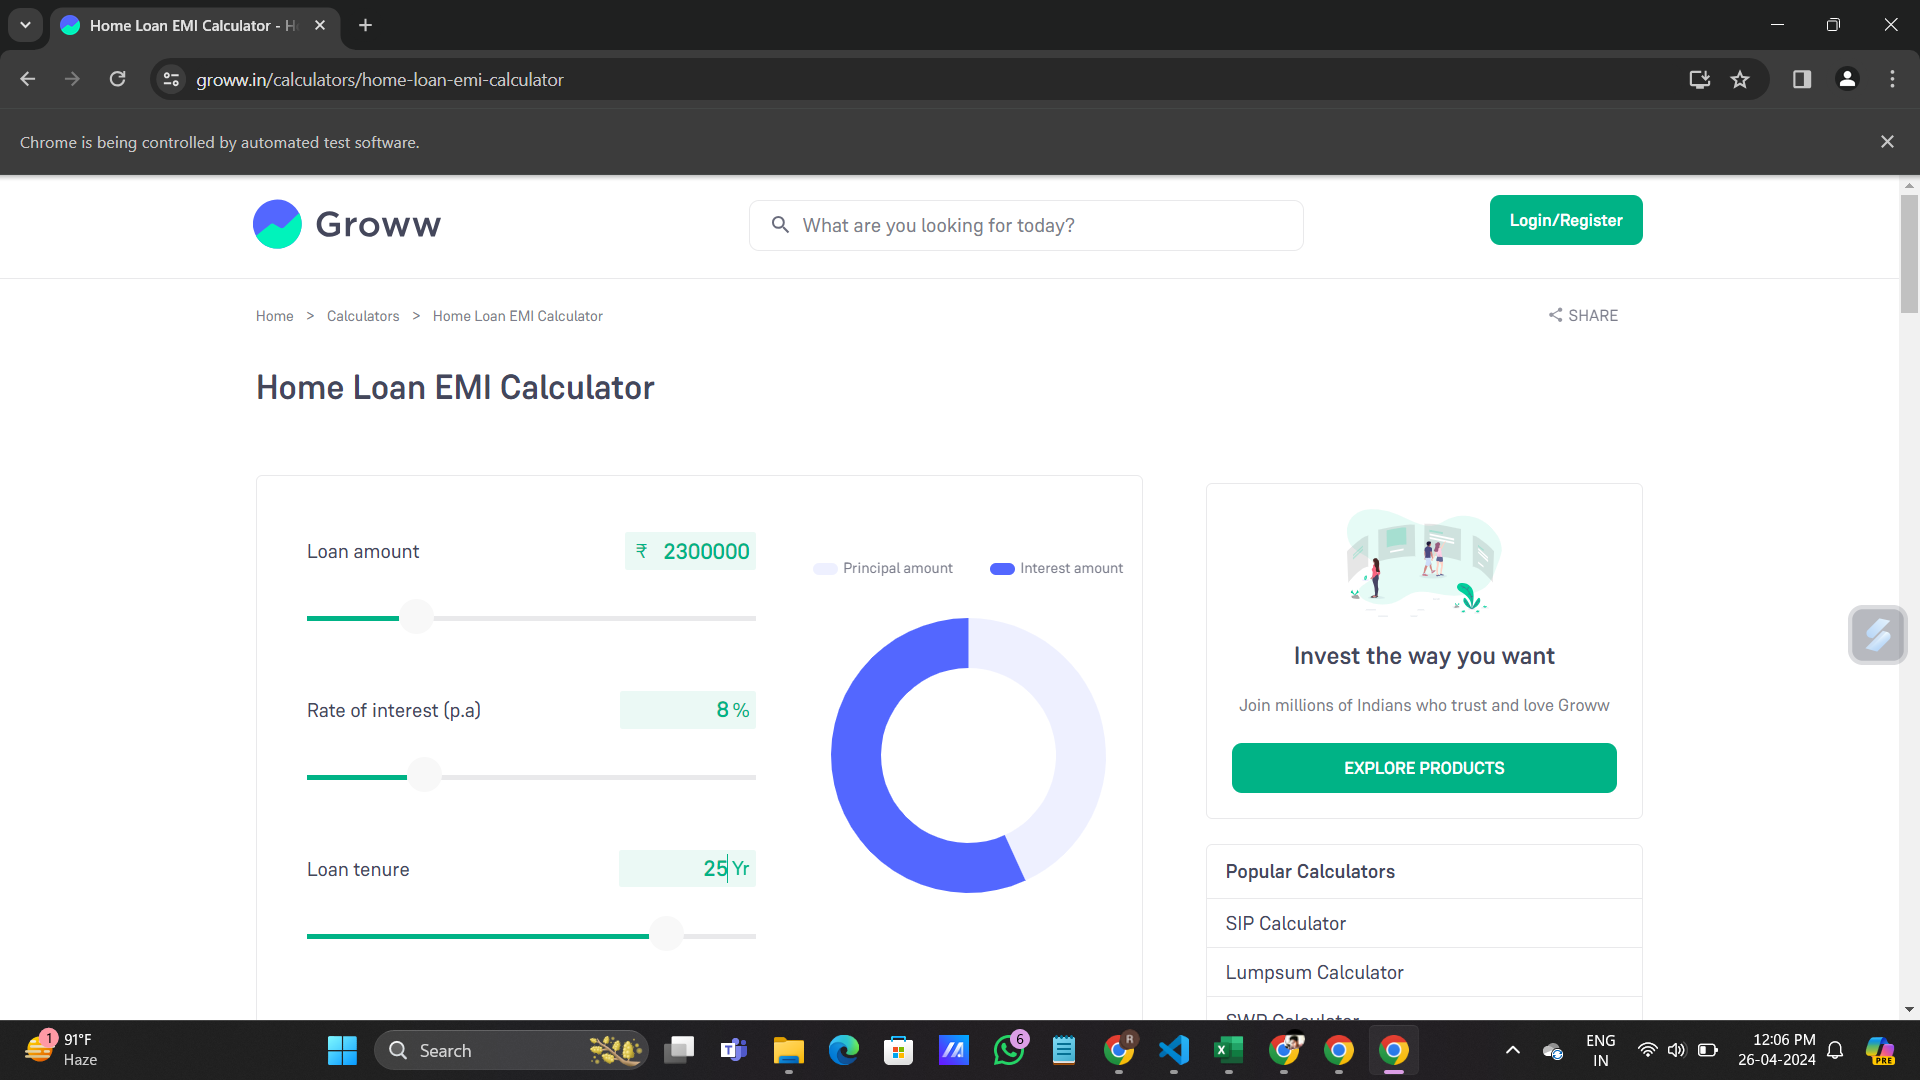 Home Loan EMI Calculator - H
groww.in/calculators/home-loan-emi-calculator
Chrome is being controlled by automated test software.
Groww
What are you looking for today?
Login/Register
Home > Calculators > Home Loan EMI Calculator
SHARE
Home Loan EMI Calculator
Loan amount
₹ 2300000
Principal amount
Interest amount
Rate of interest (p.a)
8 %
Loan tenure
25 Yr
Invest the way you want
Join millions of Indians who trust and love Groww
EXPLORE PRODUCTS
Popular Calculators
SIP Calculator
Lumpsum Calculator
SWP Calculator
1
91°F
Haze
Search
6
R
ENG
IN
12:06 PM
26-04-2024
PRE